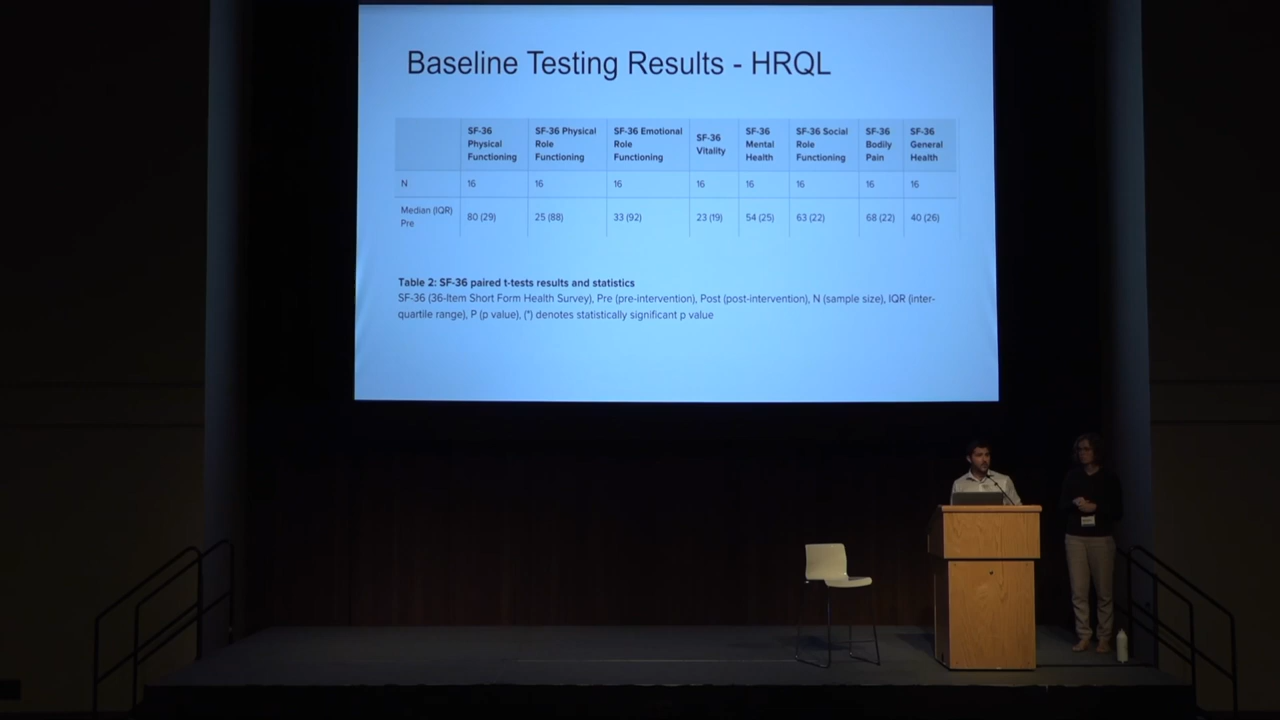 Baseline Testing Results - HRQL
SF-36 Physical Functioning
SF-36 Physical Role Functioning
SF-36 Emotional Role Functioning
SF-36 Vitality
SF-36 Mental Health
SF-36 Social Role Functioning
SF-36 Bodily Pain
SF-36 General Health
N 16 16 16 16 16 16 16 16
Median (IQR) Pre 80 (29) 25 (88) 33 (92) 23 (19) 54 (25) 63 (22) 68 (22) 40 (26)
Table 2: SF-36 paired t-tests results and statistics
SF-36 (36-Item Short Form Health Survey), Pre (pre-intervention), Post (post-intervention), N (sample size), IQR (inter-
quartile range), P (p value), (*) denotes statistically significant p value